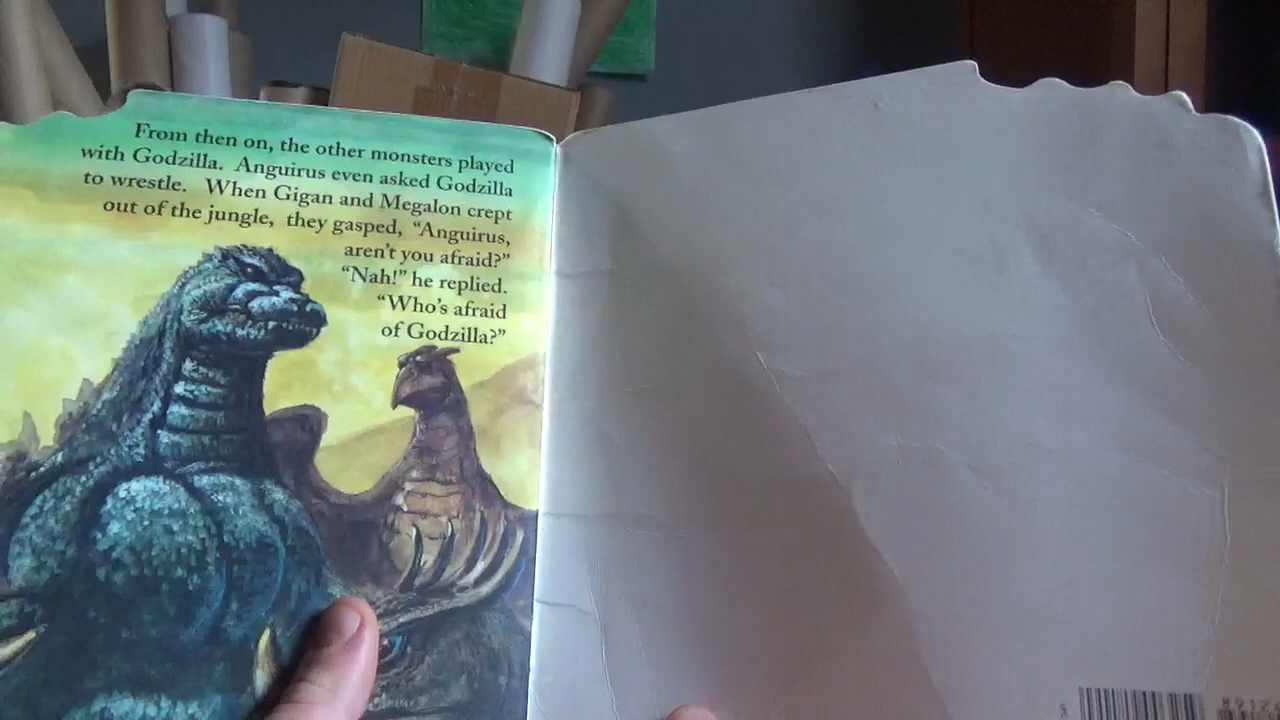 From then on, the other monsters played
with Godzilla. Anguirus even asked Godzilla
to wrestle. When Gigan and Megalon crept
out of the jungle, they gasped, “Anguirus,
aren’t you afraid?”
“Nah!” he replied.
“Who’s afraid
of Godzilla?”